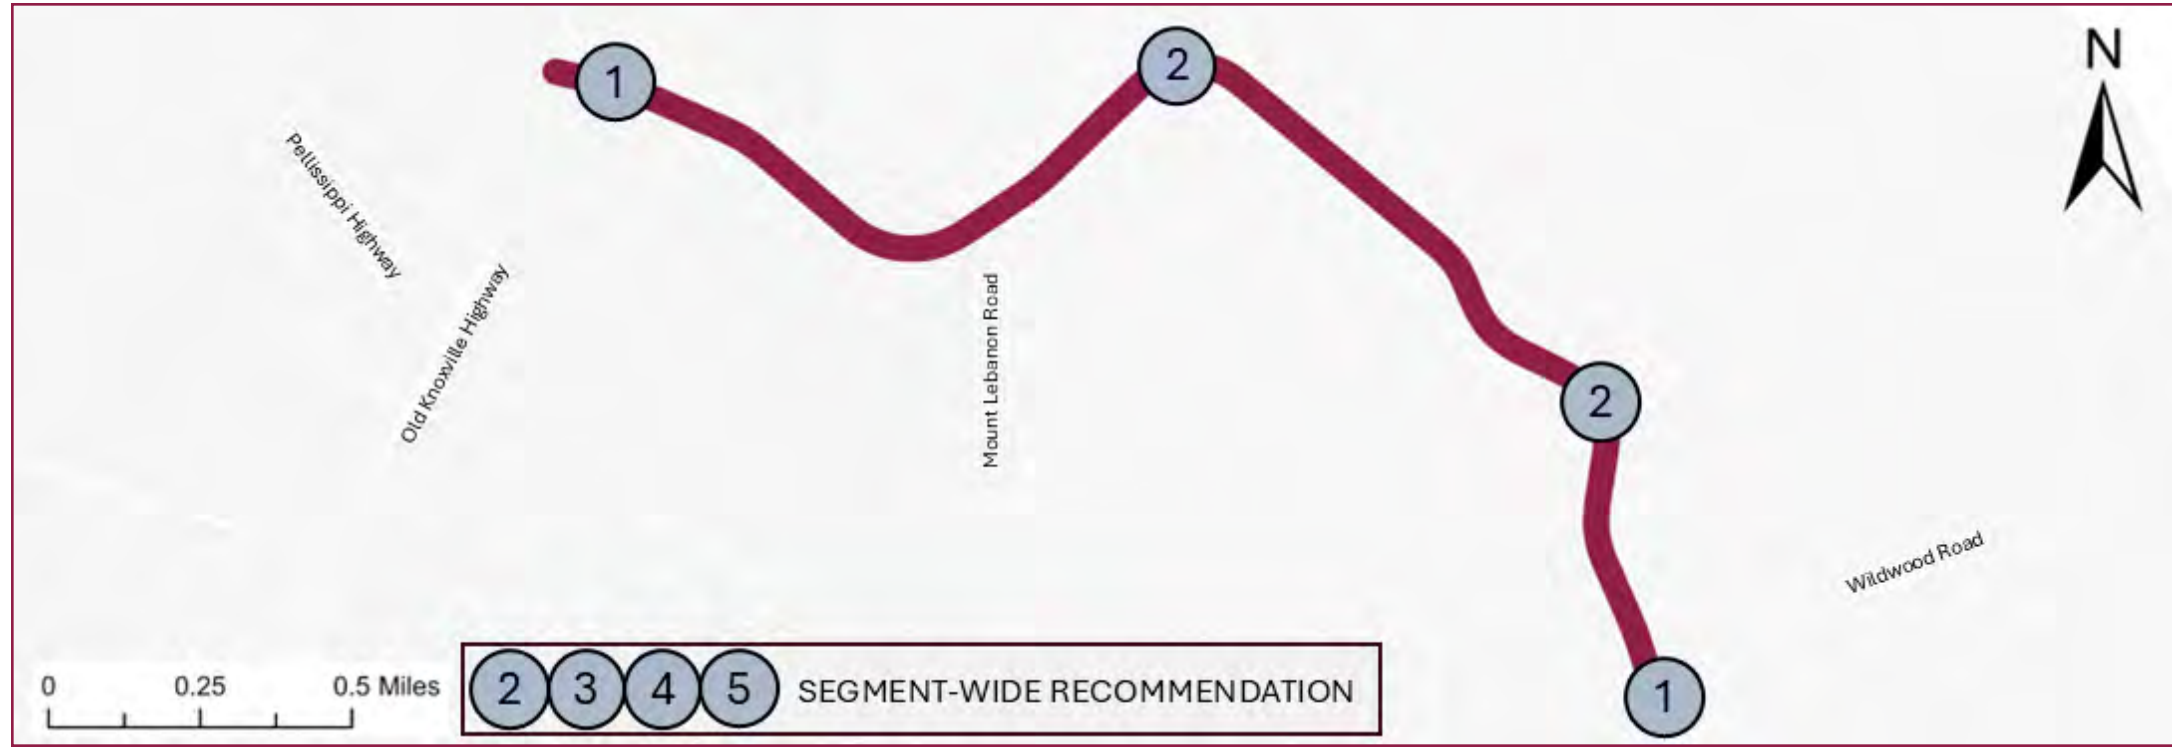 1
2
N
Pellissippi Highway
Old Knoxville Highway
Mount Lebanon Road
2
Wildwood Road
1
0 0.25 0.5 Miles
2 3 4 5 SEGMENT-WIDE RECOMMENDATION